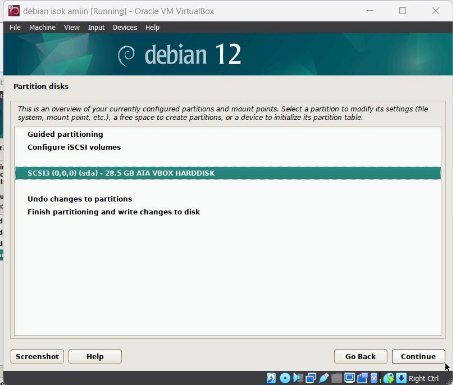 debian isok amiin [Running] - Oracle VM VirtualBox
File Machine View Input Devices Help
debian 12
Partition disks
This is an overview of your currently configured partitions and mount points. Select a partition to modify its settings (file
system, mount point, etc.), a free space to create partitions, or a device to initialize its partition table.
Guided partitioning
Configure iSCSI volumes
SCSI3 (0,0,0) (sda) - 28.5 GB ATA VBOX HARDDISK
Undo changes to partitions
Finish partitioning and write changes to disk
Screenshot Help Go Back Continue
Right Ctrl